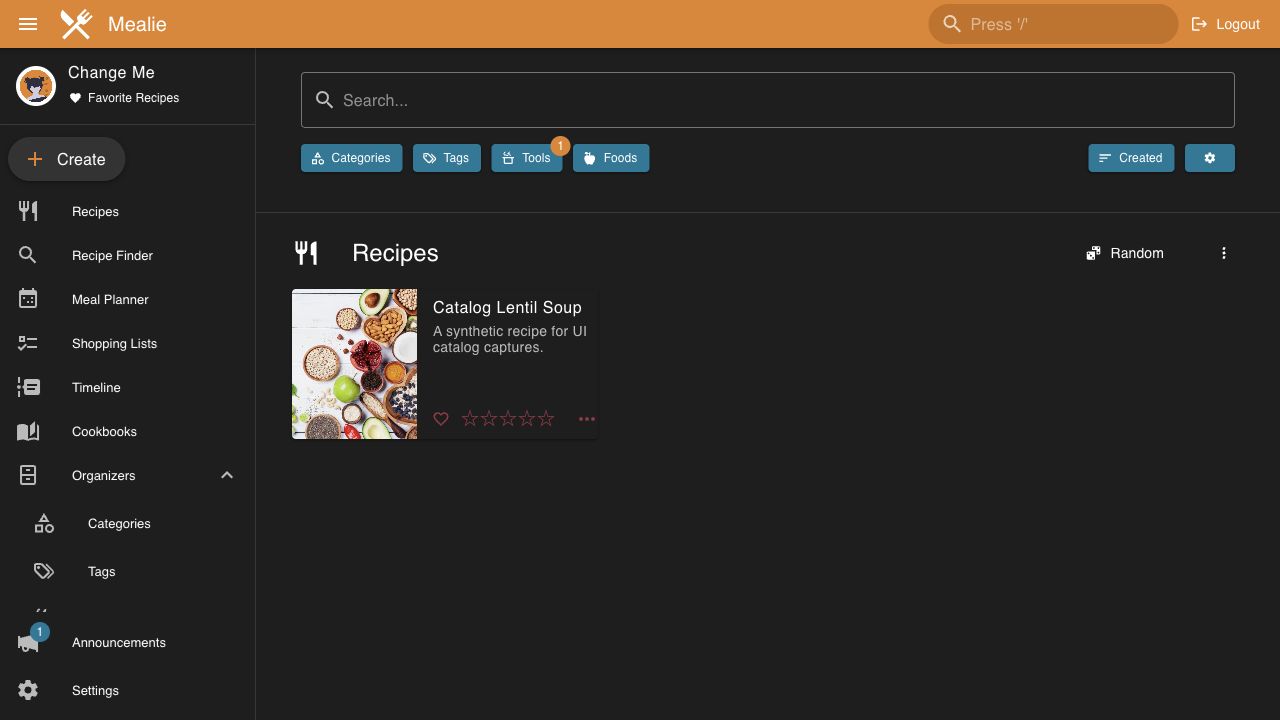 Mealie
Press '/'
Logout
Change Me
Favorite Recipes
Create
Recipes
Recipe Finder
Meal Planner
Shopping Lists
Timeline
Cookbooks
Organizers
Categories
Tags
1
Announcements
Settings
Search...
Categories
Tags
Tools
1
Foods
Created
Recipes
Random
Catalog Lentil Soup
A synthetic recipe for UI
catalog captures.